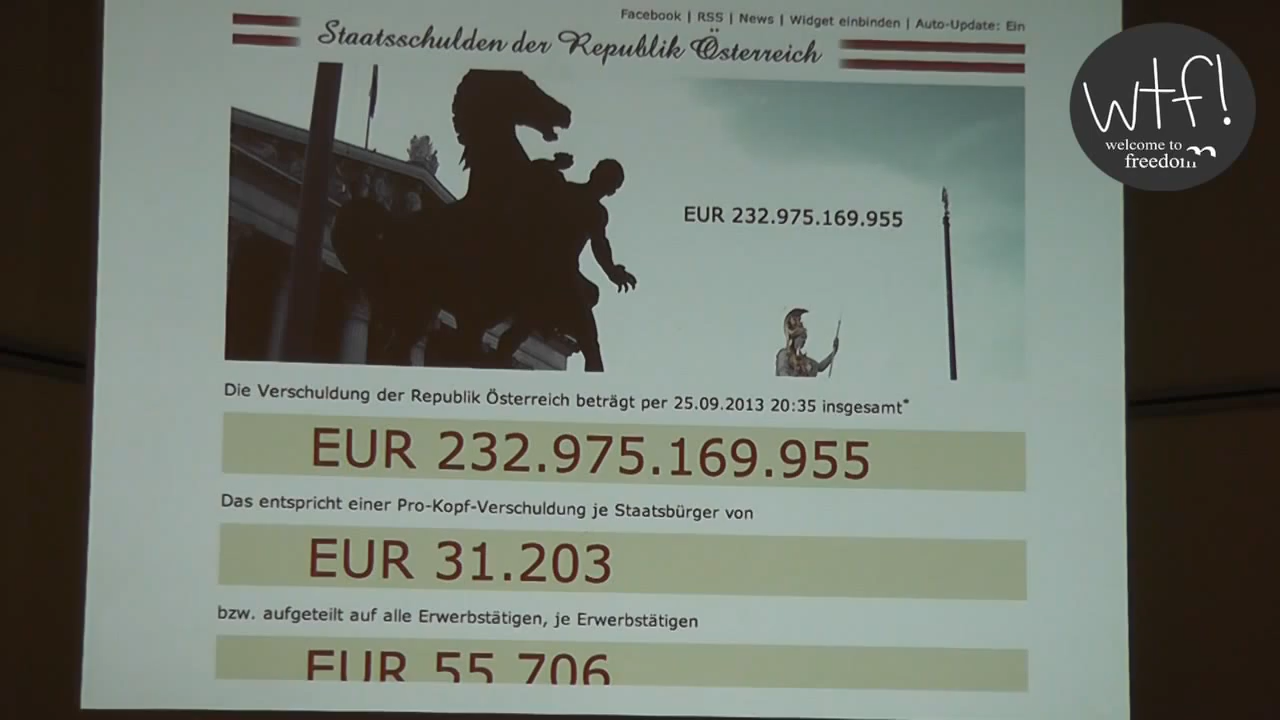 Facebook | RSS | News | Widget einbinden | Auto-Update: Ein
Staatsschulden der Republik Österreich
wtf!
welcome to
freedom
EUR 232.975.169.955
Die Verschuldung der Republik Österreich beträgt per 25.09.2013 20:35 insgesamt*
EUR 232.975.169.955
Das entspricht einer Pro-Kopf-Verschuldung je Staatsbürger von
EUR 31.203
bzw. aufgeteilt auf alle Erwerbstätigen, je Erwerbstätigen
EUR 55.706